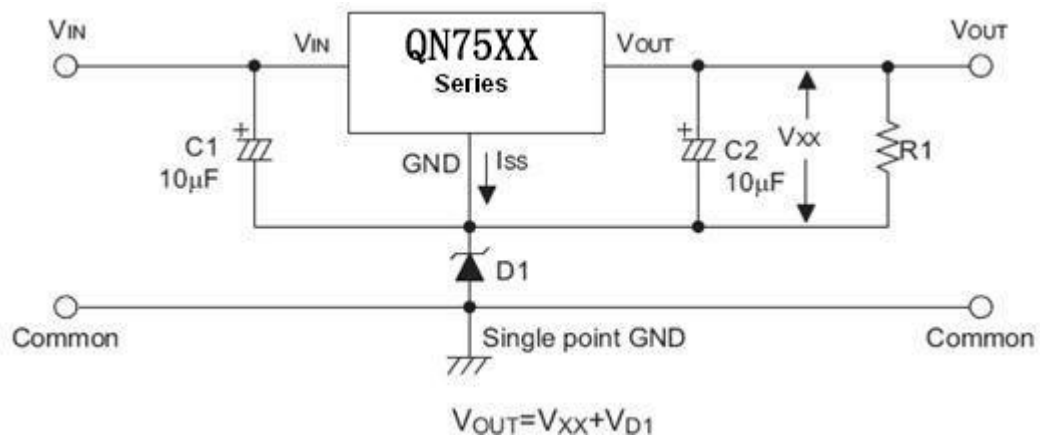 VIN
VIN
QN75XX
Series
VOUT
VOUT
C1
10μF
GND
ISS
C2
10μF
VXX
R1
D1
Common
Single point GND
Common
VOUT=VXX+VD1